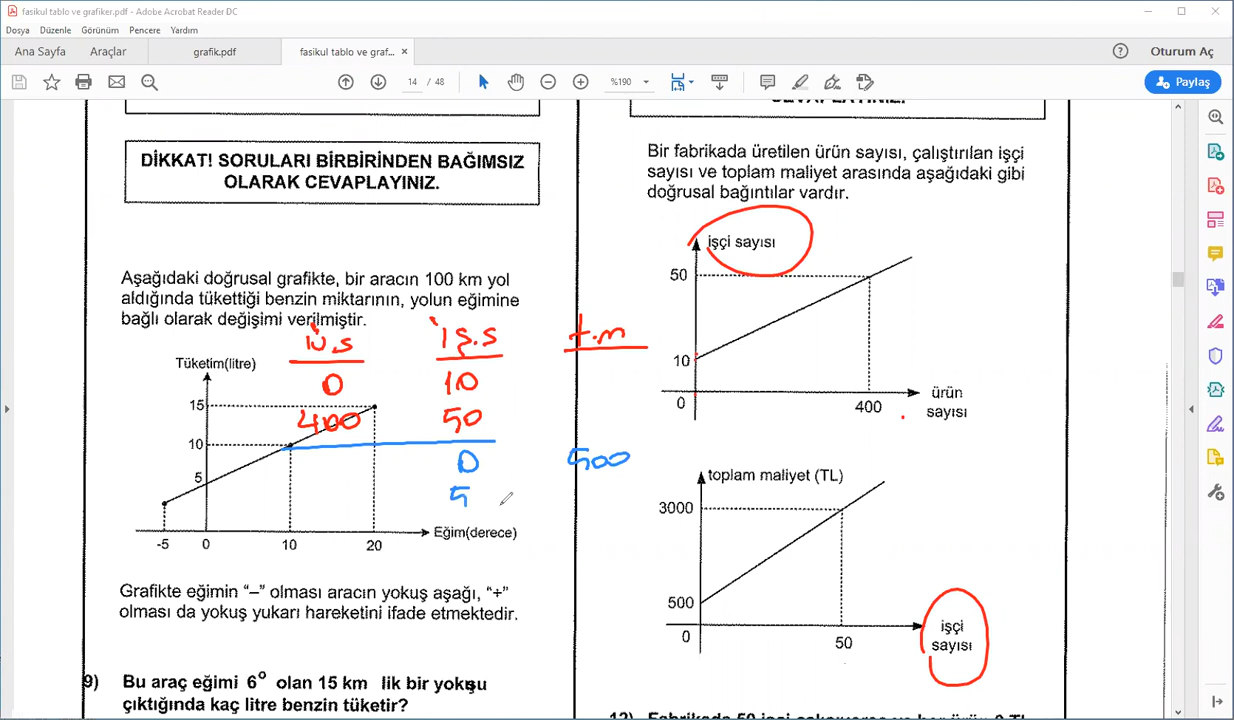 fasikul tablo ve grafiker.pdf - Adobe Acrobat Reader DC
Dosya Düzenle Görünüm Pencere Yardım
Ana Sayfa Araçlar grafik.pdf fasikul tablo ve graf... × Oturum Aç
14 / 48 %190 Paylaş
DİKKAT! SORULARI BİRBİRİNDEN BAĞIMSIZ
OLARAK CEVAPLAYINIZ.
Aşağıdaki doğrusal grafikte, bir aracın 100 km yol
aldığında tükettiği benzin miktarının, yolun eğimine
bağlı olarak değişimi verilmiştir.
ü.s iş.s t.m
0 10
400 50
0 500
5
Tüketim(litre)
15
10
5
-5 0 10 20
Eğim(derece)
Grafikte eğimin “–” olması aracın yokuş aşağı, “+”
olması da yokuş yukarı hareketini ifade etmektedir.
9) Bu araç eğimi 6° olan 15 km lik bir yokuşu
çıktığında kaç litre benzin tüketir?
CEVAPLAYINIZ.
Bir fabrikada üretilen ürün sayısı, çalıştırılan işçi
sayısı ve toplam maliyet arasında aşağıdaki gibi
doğrusal bağıntılar vardır.
işçi sayısı
50
10
0 400
ürün
sayısı
toplam maliyet (TL)
3000
500
0 50
işçi
sayısı